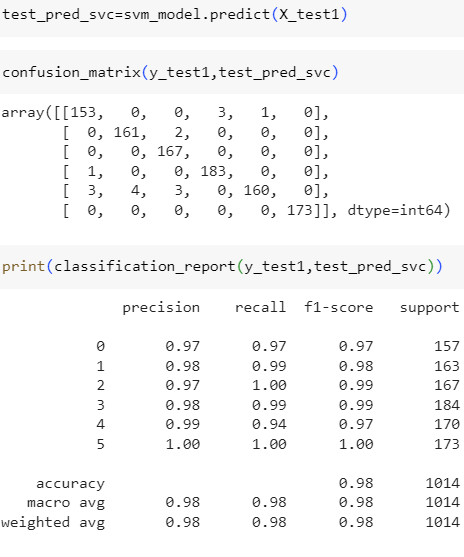 test_pred_svc=svm_model.predict(X_test1)
confusion_matrix(y_test1,test_pred_svc)
array([[153,   0,   0,   3,   1,   0],
       [  0, 161,   2,   0,   0,   0],
       [  0,   0, 167,   0,   0,   0],
       [  1,   0,   0, 183,   0,   0],
       [  3,   4,   3,   0, 160,   0],
       [  0,   0,   0,   0,   0, 173]], dtype=int64)
print(classification_report(y_test1,test_pred_svc))
              precision    recall  f1-score   support
           0       0.97      0.97      0.97       157
           1       0.98      0.99      0.98       163
           2       0.97      1.00      0.99       167
           3       0.98      0.99      0.99       184
           4       0.99      0.94      0.97       170
           5       1.00      1.00      1.00       173
    accuracy                           0.98      1014
   macro avg       0.98      0.98      0.98      1014
weighted avg       0.98      0.98      0.98      1014